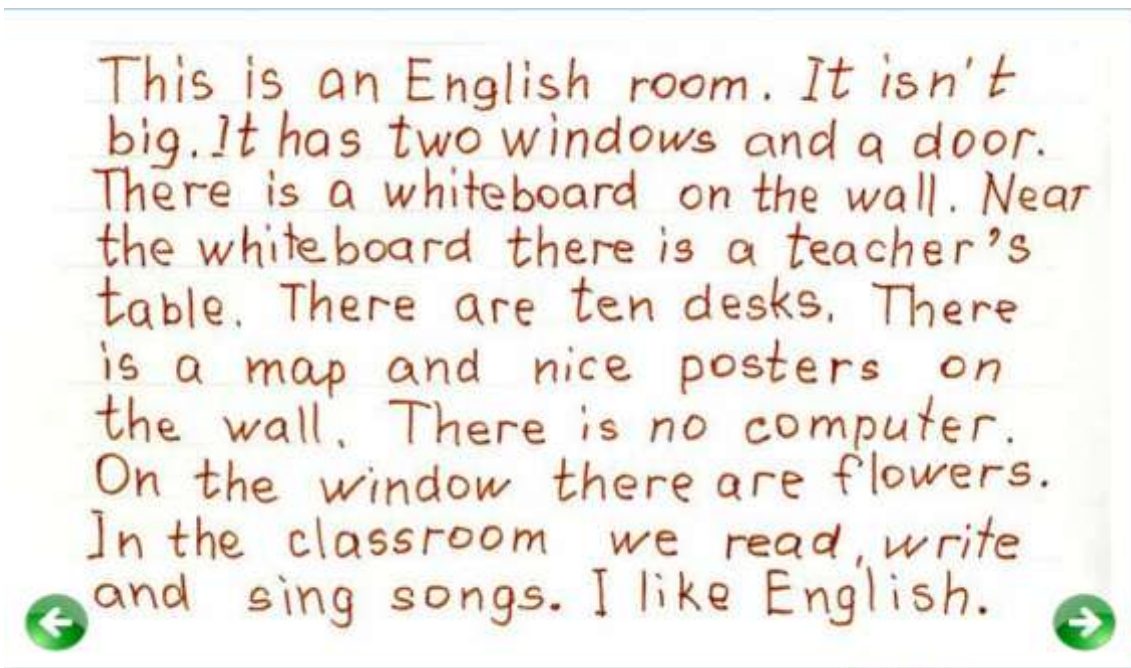 This is an English room. It isn't
big. It has two windows and a door.
There is a whiteboard on the wall. Near
the whiteboard there is a teacher's
table. There are ten desks. There
is a map and nice posters on
the wall. There is no computer.
On the window there are flowers.
In the classroom we read, write
and sing songs. I like English.